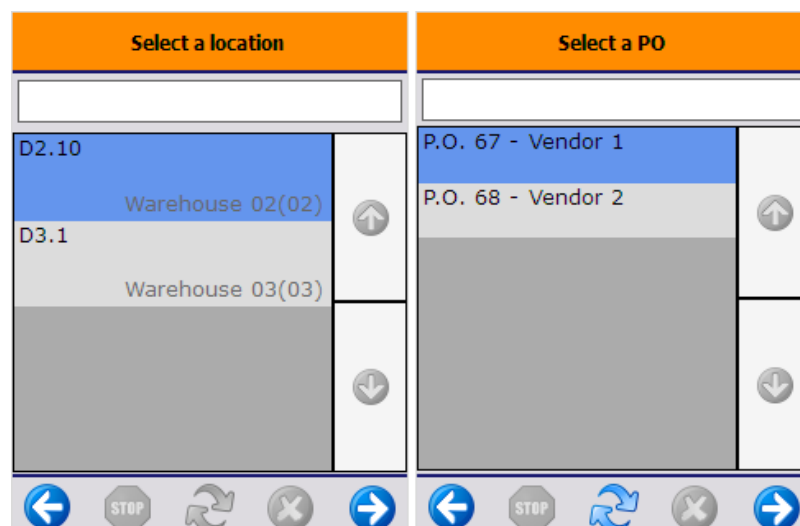 Select a location
D2.10
Warehouse 02(02)
D3.1
Warehouse 03(03)
STOP
Select a PO
P.O. 67 - Vendor 1
P.O. 68 - Vendor 2
STOP